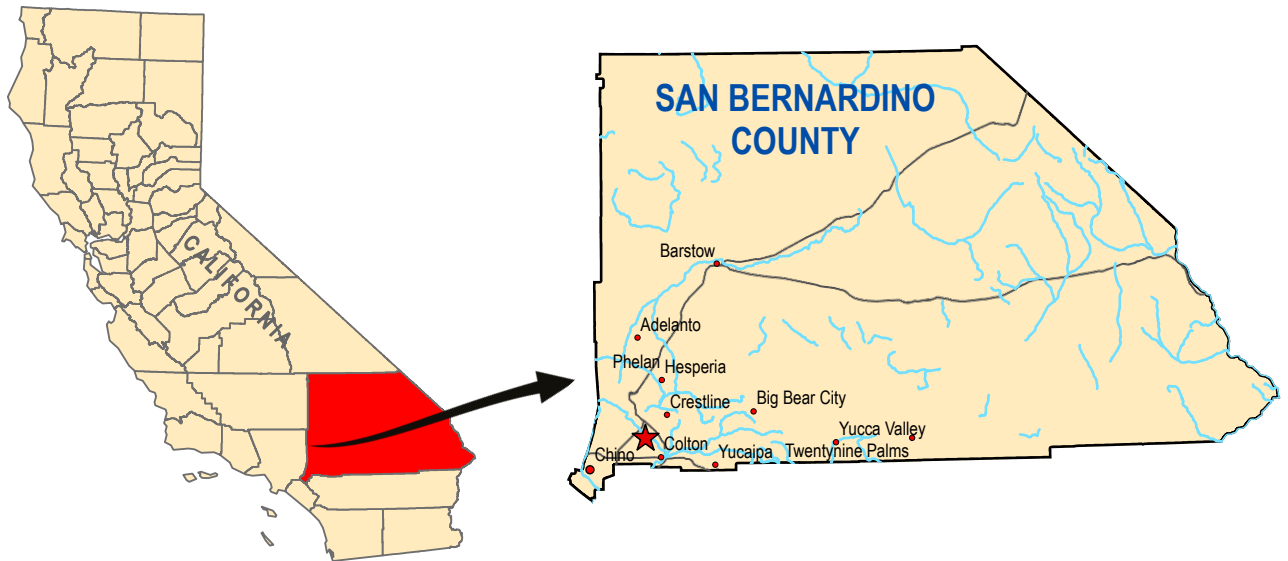 CALIFORNIA
SAN BERNARDINO
COUNTY
Barstow
Adelanto
Phelan
Hesperia
Crestline
Big Bear City
Yucca Valley
Colton
Twentynine Palms
Chino
Yucaipa